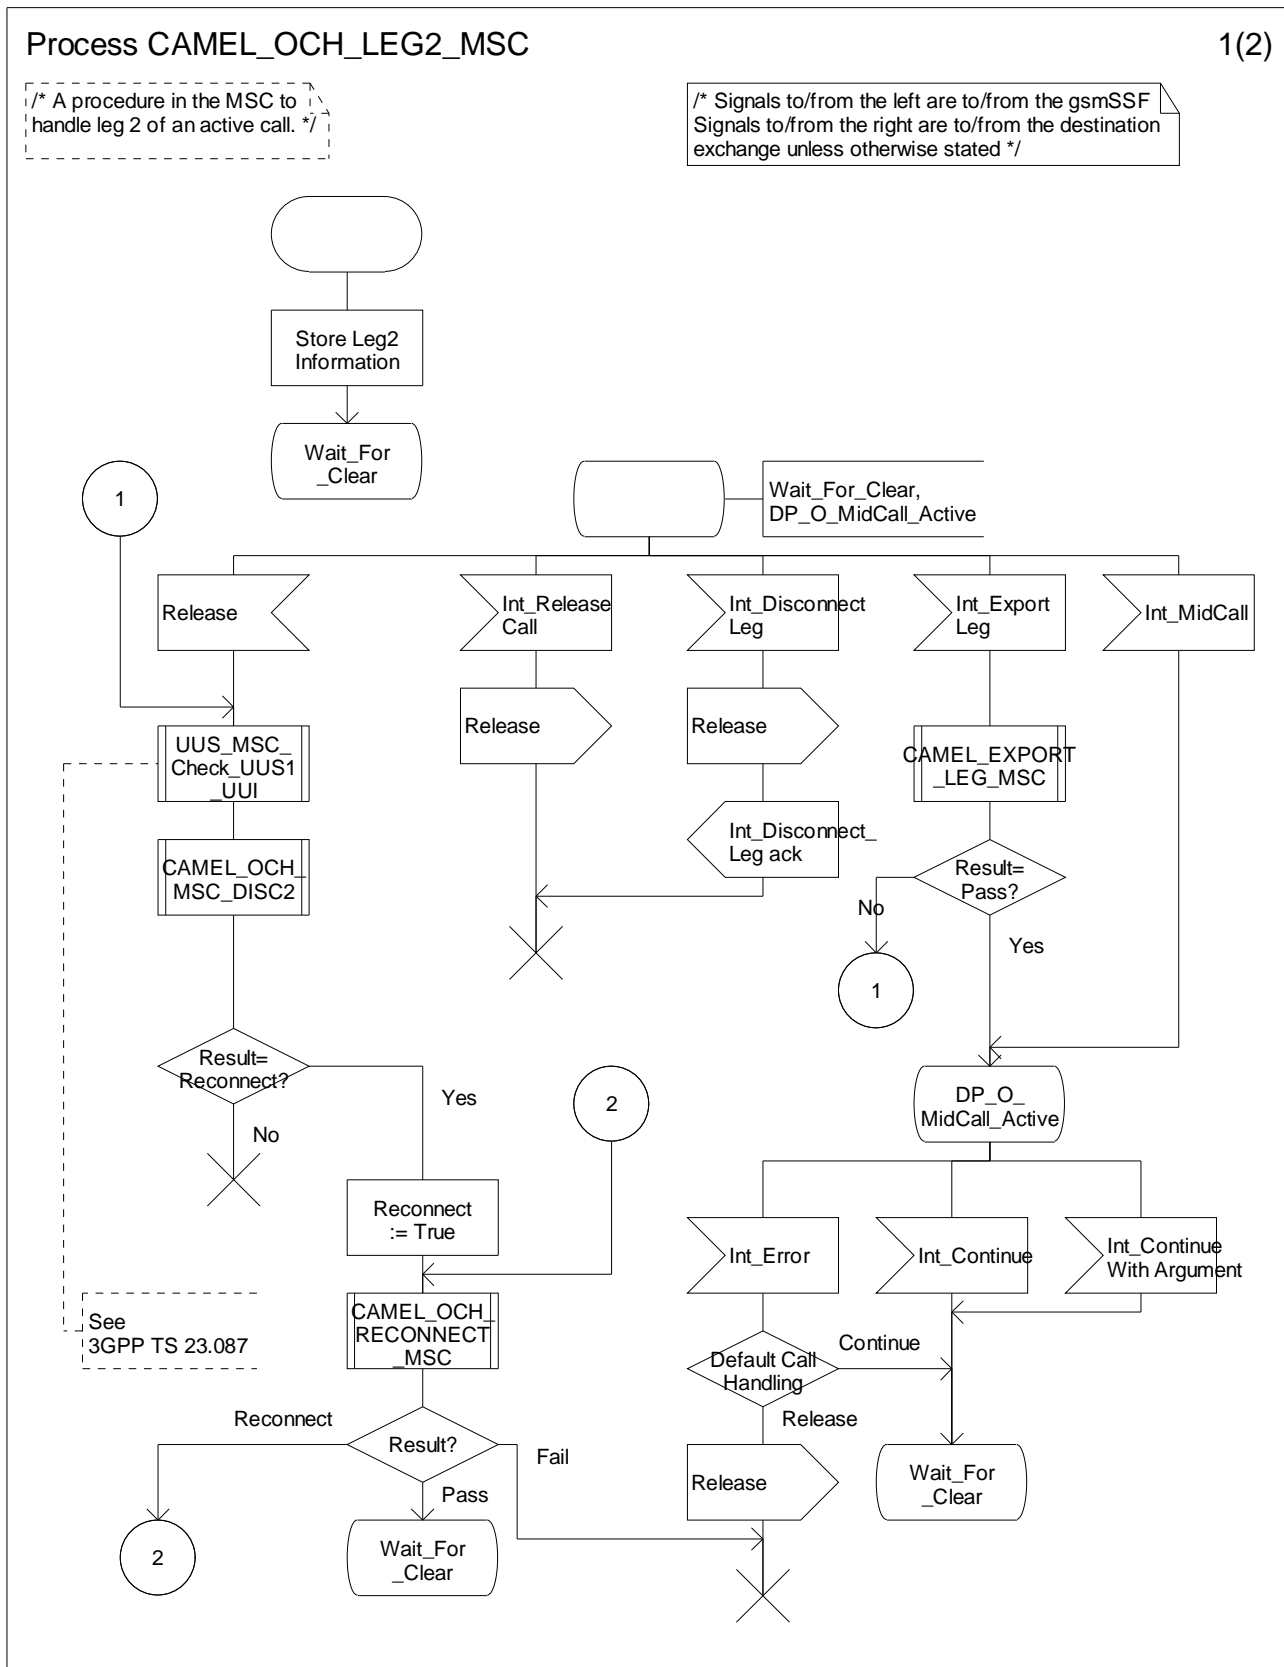 Process CAMEL_OCH_LEG2_MSC
1(2)
/* A procedure in the MSC to
handle leg 2 of an active call. */
/* Signals to/from the left are to/from the gsmSSF
Signals to/from the right are to/from the destination
exchange unless otherwise stated */
Store Leg2
Information
Wait_For
_Clear
1
Wait_For_Clear,
DP_O_MidCall_Active
Release
Int_Release
Call
Int_Disconnect
Leg
Int_Export
Leg
Int_MidCall
Release
Release
UUS_MSC_
Check_UUS1
_UUI
CAMEL_EXPORT
_LEG_MSC
Int_Disconnect_
Leg ack
CAMEL_OCH_
MSC_DISC2
Result=
Pass?
No
Yes
1
Result=
Reconnect?
Yes
No
2
DP_O_
MidCall_Active
Reconnect
:= True
Int_Error
Int_Continue
Int_Continue
With Argument
See
3GPP TS 23.087
CAMEL_OCH_
RECONNECT
_MSC
Default Call
Handling
Continue
Release
Reconnect
Result?
Fail
Pass
Release
Wait_For
_Clear
2
Wait_For
_Clear